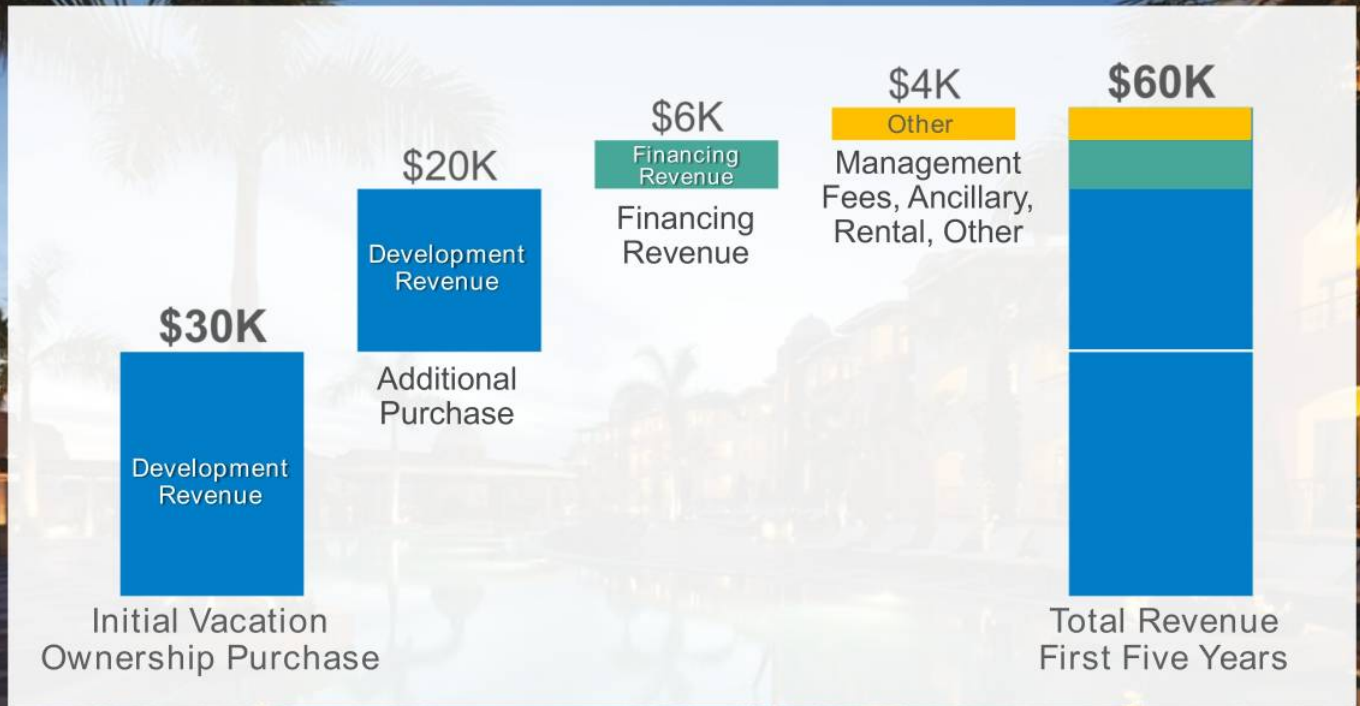 $30K
Development
Revenue
Initial Vacation
Ownership Purchase
$20K
Development
Revenue
Additional
Purchase
$6K
Financing
Revenue
Financing
Revenue
$4K
Other
Management
Fees, Ancillary,
Rental, Other
$60K
Total Revenue
First Five Years